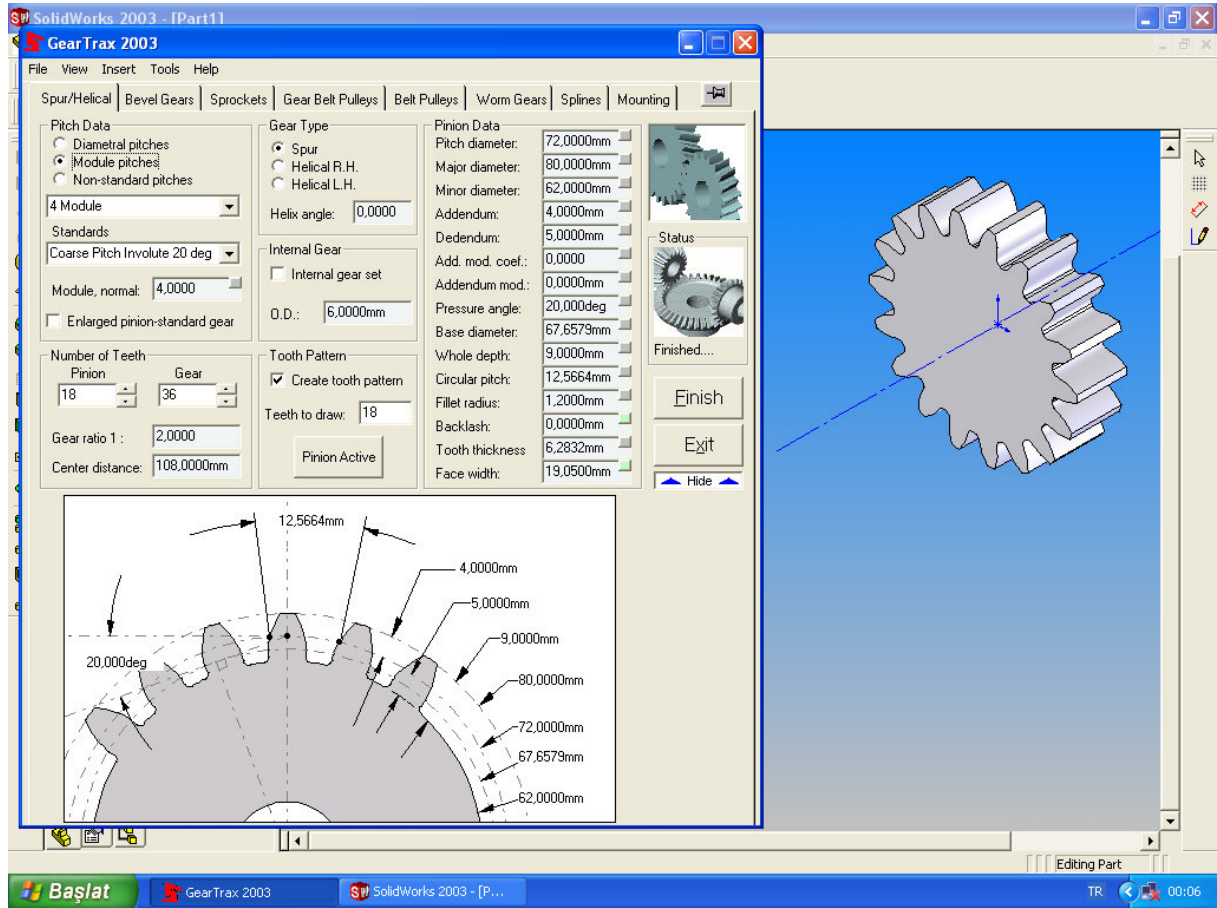 SolidWorks 2003 - [Part1]
GearTrax 2003
File View Insert Tools Help
Spur/Helical Bevel Gears Sprockets Gear Belt Pulleys Belt Pulleys Worm Gears Splines Mounting
Pitch Data
Diametral pitches
Module pitches
Non-standard pitches
4 Module
Standards
Coarse Pitch Involute 20 deg
Module, normal: 4,0000
Enlarged pinion-standard gear
Number of Teeth
Pinion Gear
18 36
Gear ratio 1 : 2,0000
Center distance: 108,0000mm
Gear Type
Spur
Helical R.H.
Helical L.H.
Helix angle: 0,0000
Internal Gear
Internal gear set
O.D.: 6,0000mm
Tooth Pattern
Create tooth pattern
Teeth to draw: 18
Pinion Active
Pinion Data
Pitch diameter: 72,0000mm
Major diameter: 80,0000mm
Minor diameter: 62,0000mm
Addendum: 4,0000mm
Dedendum: 5,0000mm
Add. mod. coef.: 0,0000
Addendum mod.: 0,0000mm
Pressure angle: 20,000deg
Base diameter: 67,6579mm
Whole depth: 9,0000mm
Circular pitch: 12,5664mm
Fillet radius: 1,2000mm
Backlash: 0,0000mm
Tooth thickness 6,2832mm
Face width: 19,0500mm
Status
Finished....
Finish
Exit
Hide
12,5664mm
4,0000mm
5,0000mm
9,0000mm
20,000deg
80,0000mm
72,0000mm
67,6579mm
62,0000mm
Editing Part
Başlat GearTrax 2003 SolidWorks 2003 - [P... TR 00:06